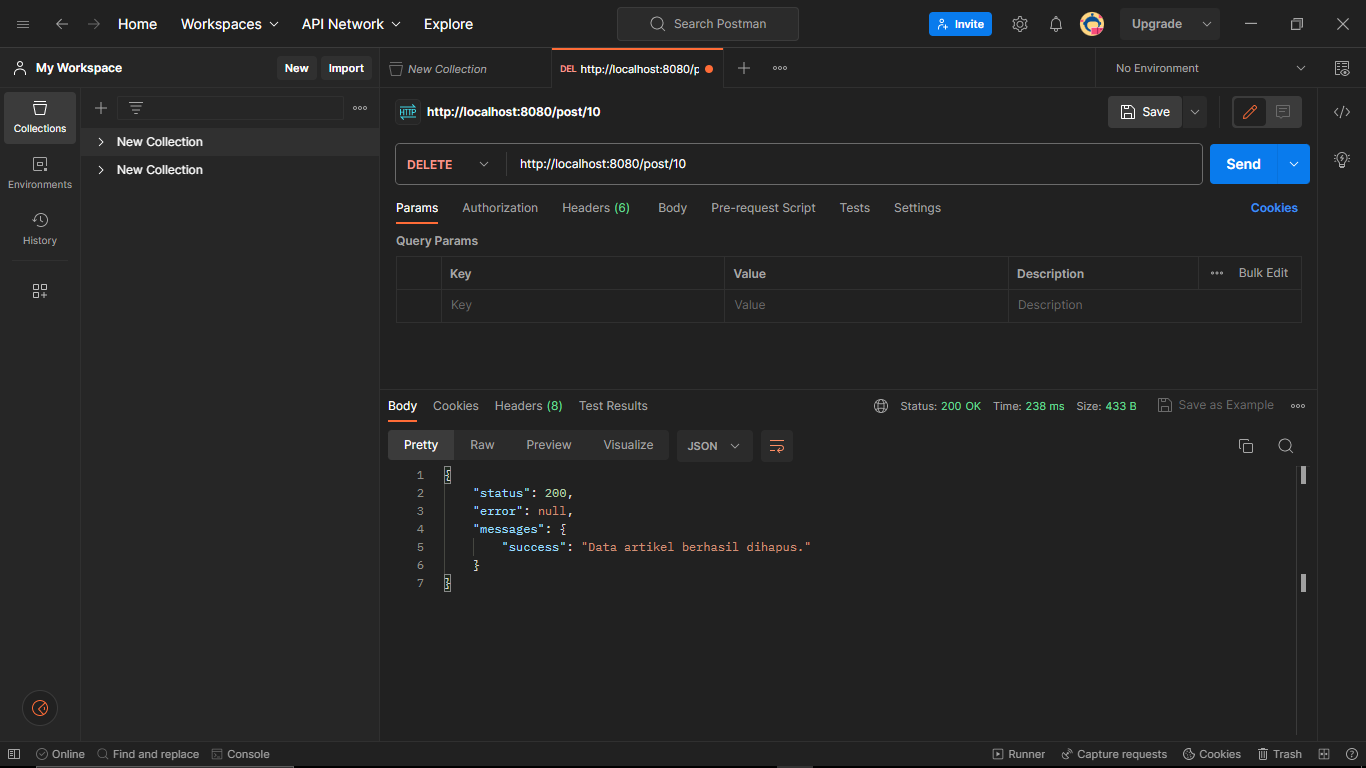 Home Workspaces API Network Explore Search Postman Invite Upgrade
My Workspace New Import New Collection DEL http://localhost:8080/p No Environment
Collections
Environments
History
New Collection
New Collection
HTTP http://localhost:8080/post/10 Save
DELETE http://localhost:8080/post/10 Send
Params Authorization Headers (6) Body Pre-request Script Tests Settings Cookies
Query Params
Key Value Description Bulk Edit
Key Value Description
Body Cookies Headers (8) Test Results Status: 200 OK Time: 238 ms Size: 433 B Save as Example
Pretty Raw Preview Visualize JSON
1 {
2 "status": 200,
3 "error": null,
4 "messages": {
5 "success": "Data artikel berhasil dihapus."
6 }
7 }
Online Find and replace Console Runner Capture requests Cookies Trash